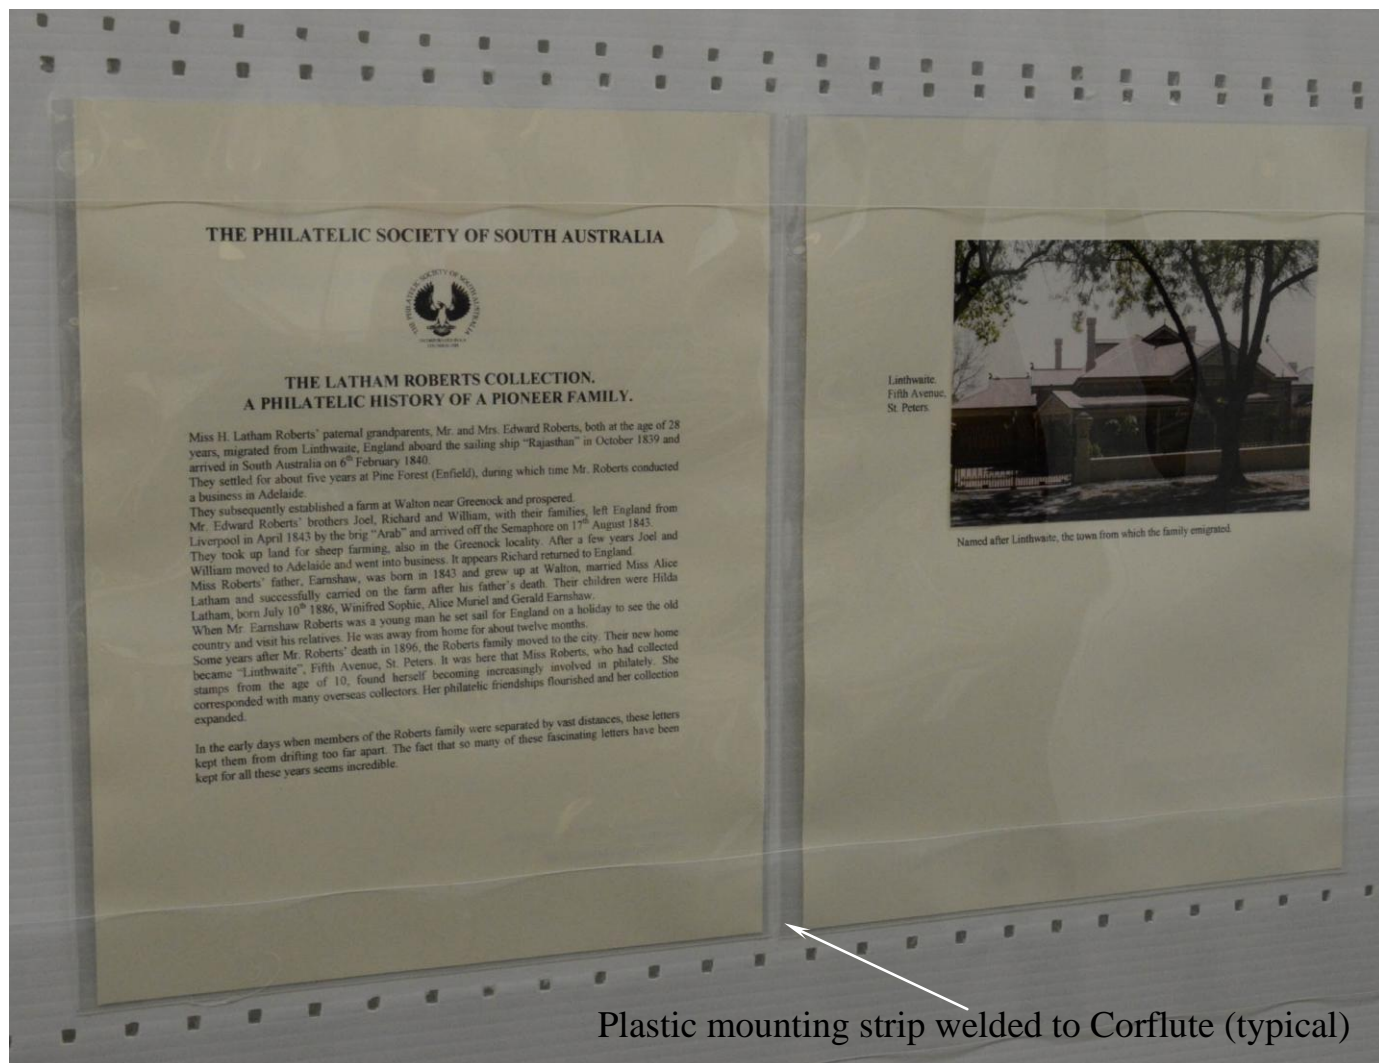 THE PHILATELIC SOCIETY OF SOUTH AUSTRALIA
THE PHILATELIC SOCIETY OF SOUTH AUSTRALIA
THE LATHAM ROBERTS COLLECTION.
A PHILATELIC HISTORY OF A PIONEER FAMILY.
Miss H. Latham Roberts' paternal grandparents, Mr. and Mrs. Edward Roberts, both at the age of 28
years, migrated from Linthwaite, England aboard the sailing ship "Rajasthan" in October 1839 and
arrived in South Australia on 6th February 1840.
They settled for about five years at Pine Forest (Enfield), during which time Mr. Roberts conducted
a business in Adelaide.
They subsequently established a farm at Walton near Greenock and prospered.
Mr. Edward Roberts' brothers Joel, Richard and William, with their families, left England from
Liverpool in April 1843 by the brig "Arab" and arrived off the Semaphore on 17th August 1843.
They took up land for sheep farming, also in the Greenock locality. After a few years Joel and
William moved to Adelaide and went into business. It appears Richard returned to England.
Miss Roberts' father, Earnshaw, was born in 1843 and grew up at Walton, married Miss Alice
Latham and successfully carried on the farm after his father's death. Their children were Hilda
Latham, born July 10th 1886, Winifred Sophie, Alice Muriel and Gerald Earnshaw.
When Mr. Earnshaw Roberts was a young man he set sail for England on a holiday to see the old
country and visit his relatives. He was away from home for about twelve months.
Some years after Mr. Roberts' death in 1896, the Roberts family moved to the city. Their new home
became "Linthwaite", Fifth Avenue, St. Peters. It was here that Miss Roberts, who had collected
stamps from the age of 10, found herself becoming increasingly involved in philately. She
corresponded with many overseas collectors. Her philatelic friendships flourished and her collection
expanded.
In the early days when members of the Roberts family were separated by vast distances, these letters
kept them from drifting too far apart. The fact that so many of these fascinating letters have been
kept for all these years seems incredible.
Linthwaite,
Fifth Avenue,
St. Peters.
Named after Linthwaite, the town from which the family emigrated.
Plastic mounting strip welded to Corflute (typical)